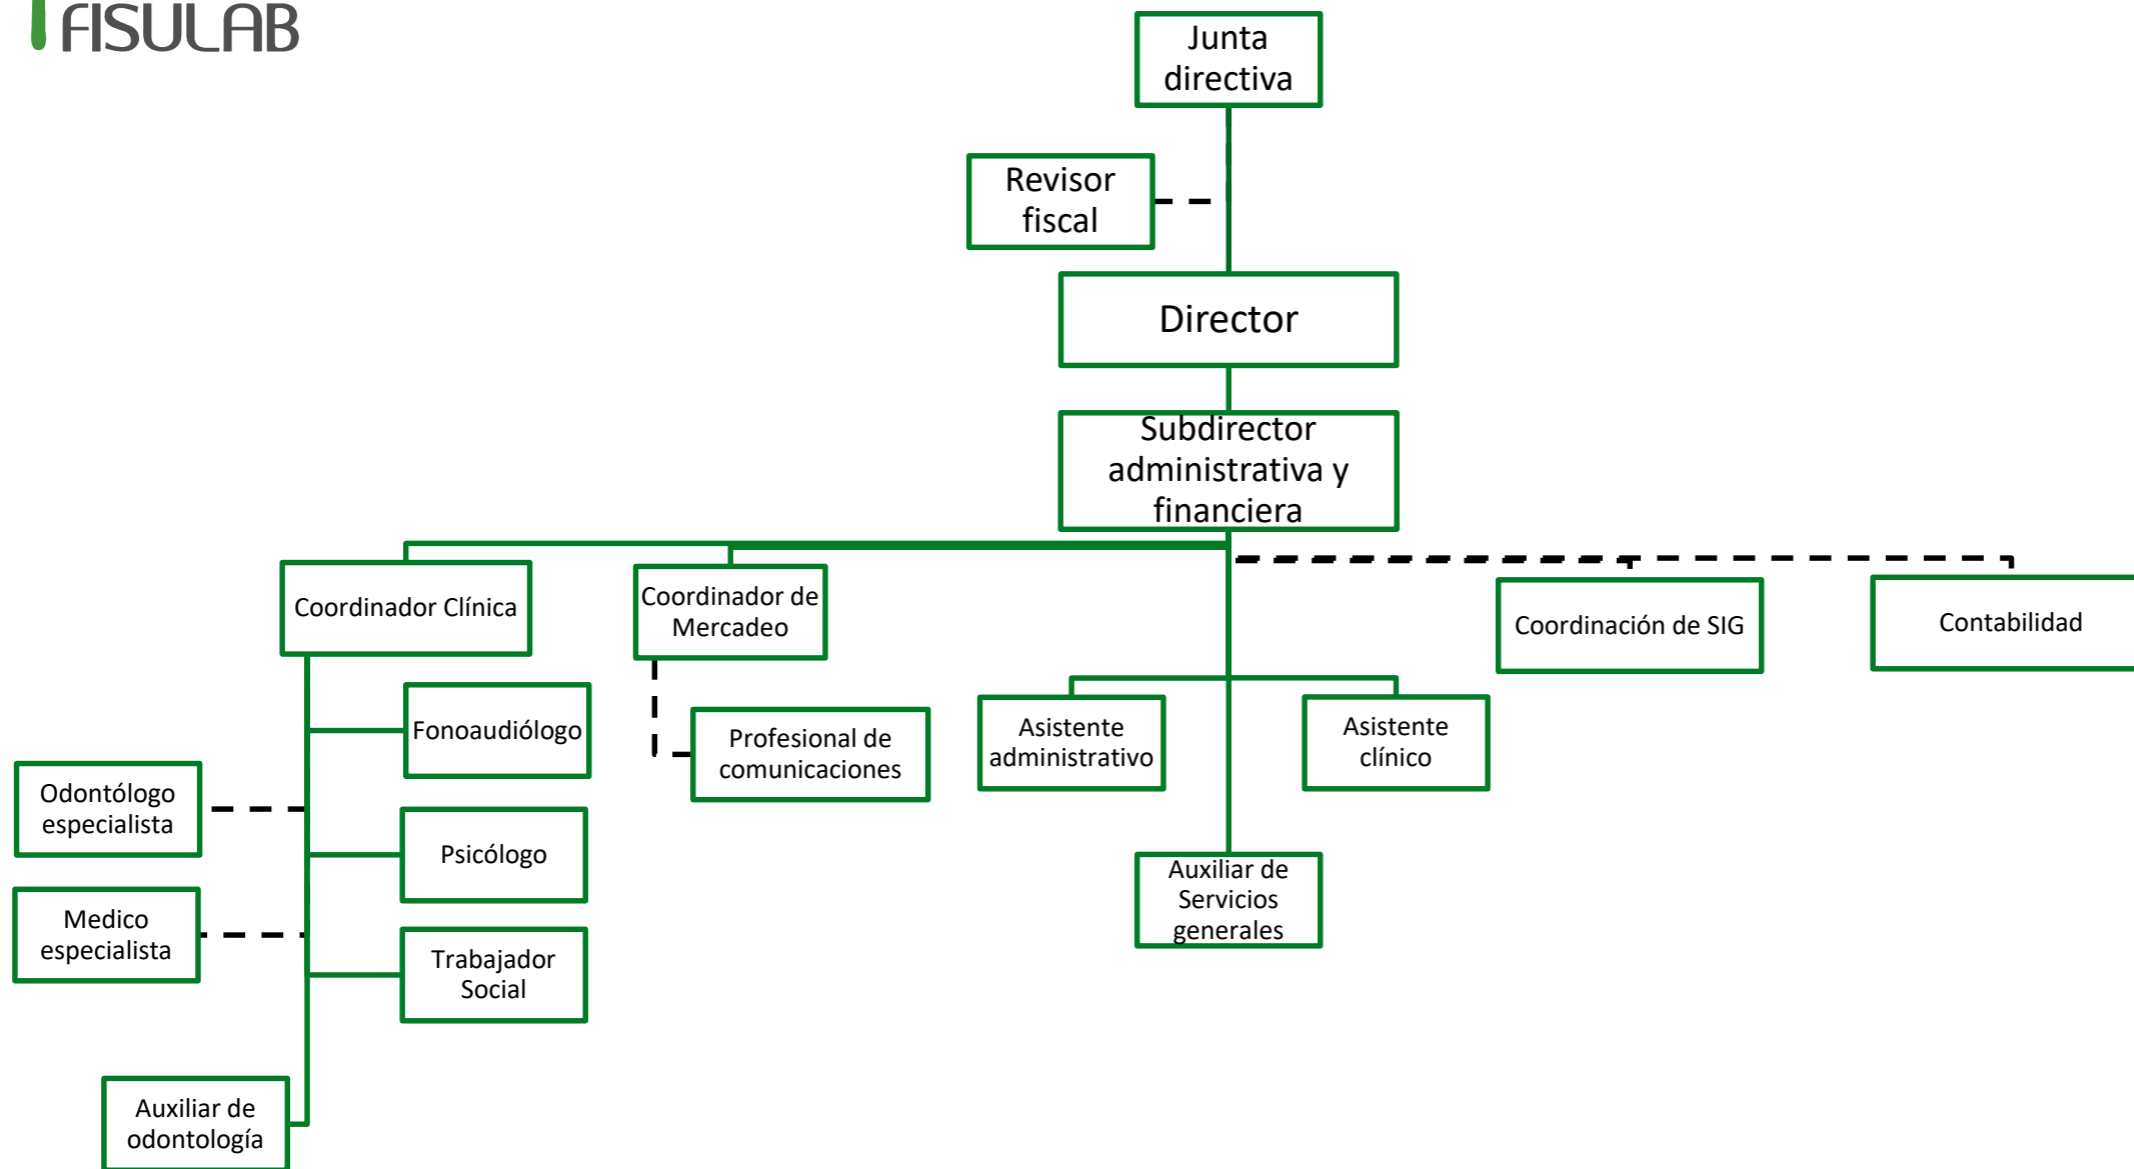 FISULAB
Junta
directiva
Revisor
fiscal
Director
Subdirector
administrativa y
financiera
Coordinador Clínica
Coordinador de
Mercadeo
Coordinación de SIG
Contabilidad
Fonoaudiólogo
Profesional de
comunicaciones
Asistente
administrativo
Asistente
clínico
Odontólogo
especialista
Psicólogo
Auxiliar de
Servicios
generales
Medico
especialista
Trabajador
Social
Auxiliar de
odontología